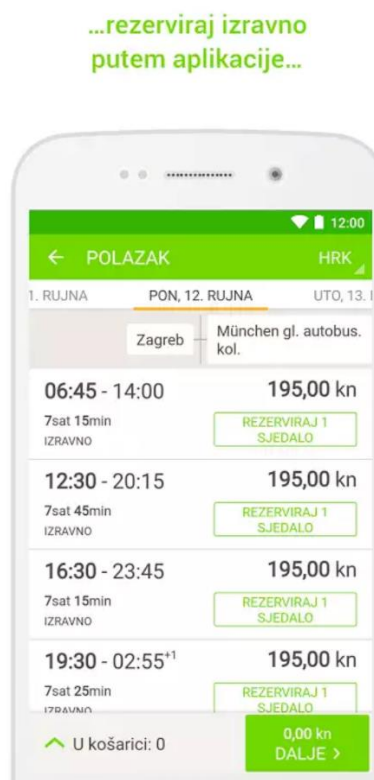 ...rezerviraj izravno
putem aplikacije...
12:00
POLAZAK HRK
1. RUJNA PON, 12. RUJNA UTO, 13.
Zagreb München gl. autobus.
kol.
06:45 - 14:00 195,00 kn
7sat 15min REZERVIRAJ 1
IZRAVNO SJEDALO
12:30 - 20:15 195,00 kn
7sat 45min REZERVIRAJ 1
IZRAVNO SJEDALO
16:30 - 23:45 195,00 kn
7sat 15min REZERVIRAJ 1
IZRAVNO SJEDALO
19:30 - 02:55+1 195,00 kn
7sat 25min REZERVIRAJ 1
IZRAVNO SJEDALO
U košarici: 0 0,00 kn
DALJE >